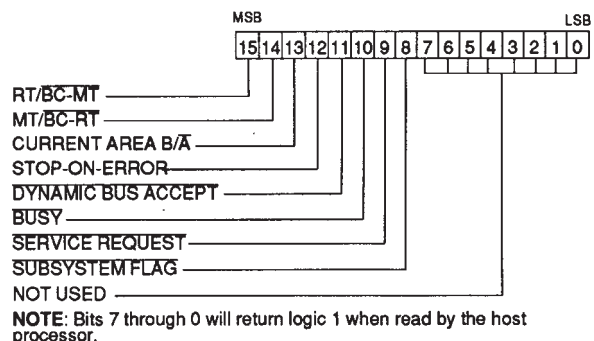 MSB LSB
15 14 13 12 11 10 9 8 7 6 5 4 3 2 1 0
RT/BC-MT
MT/BC-RT
CURRENT AREA B/A
STOP-ON-ERROR
DYNAMIC BUS ACCEPT
BUSY
SERVICE REQUEST
SUBSYSTEM FLAG
NOT USED
NOTE: Bits 7 through 0 will return logic 1 when read by the host
processor.